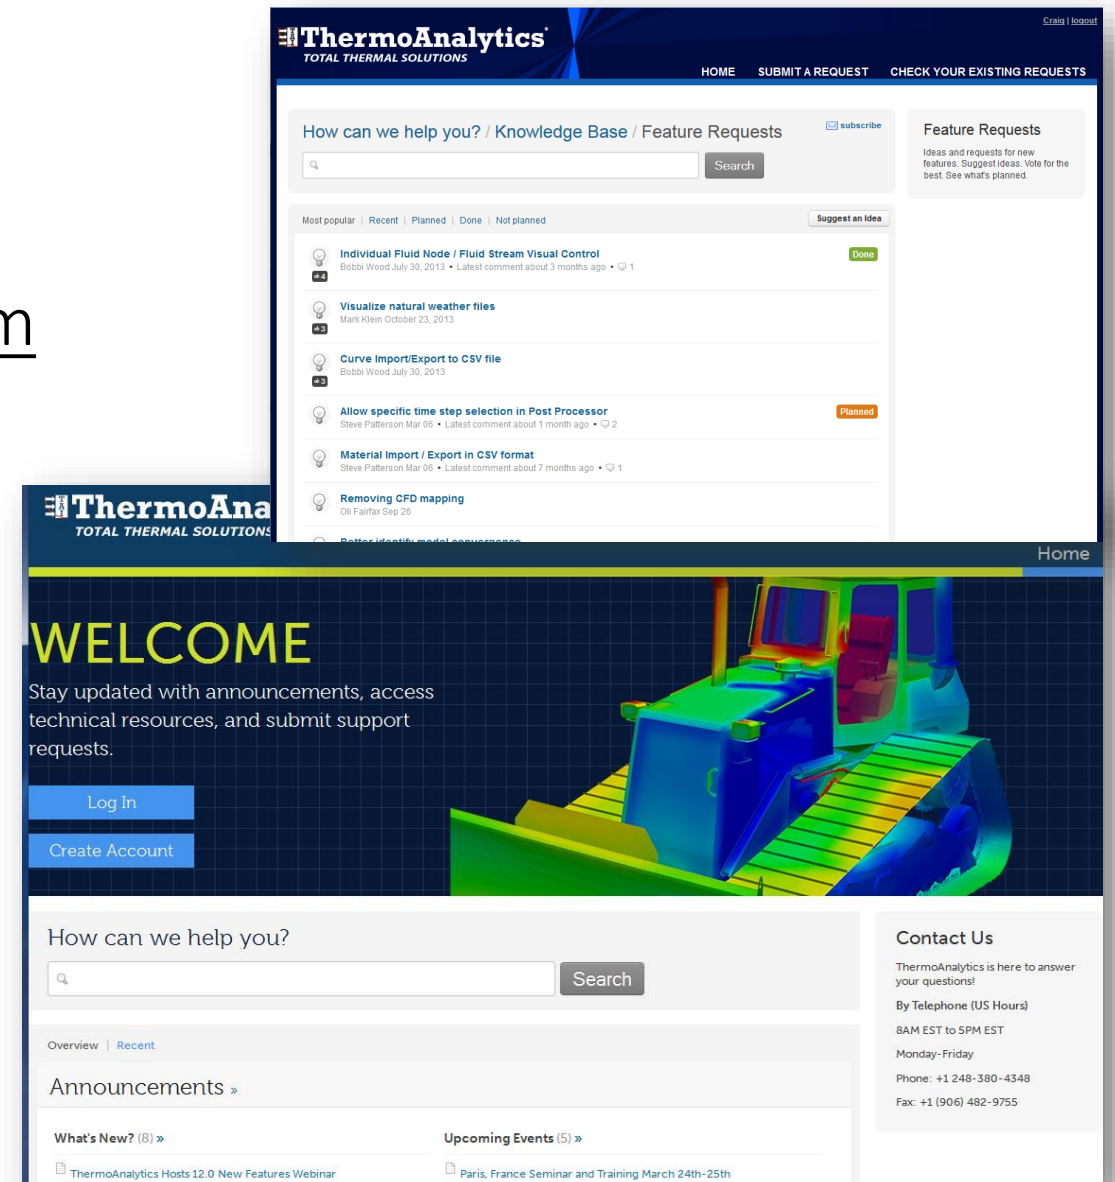 ThermoAnalytics
TOTAL THERMAL SOLUTIONS
Craig | logout
HOME SUBMIT A REQUEST CHECK YOUR EXISTING REQUESTS
How can we help you? / Knowledge Base / Feature Requests
subscribe
Search
Feature Requests
Ideas and requests for new
features. Suggest ideas. Vote for the
best. See what's planned.
Most popular | Recent | Planned | Done | Not planned
Suggest an Idea
Individual Fluid Node / Fluid Stream Visual Control
Done
Bobbi Wood July 30, 2013 • Latest comment about 3 months ago • 1
4
Visualize natural weather files
Mark Klein October 23, 2013
3
Curve Import/Export to CSV file
Bobbi Wood July 30, 2013
3
Allow specific time step selection in Post Processor
Planned
Steve Patterson Mar 06 • Latest comment about 1 month ago • 2
Material Import / Export in CSV format
Steve Patterson Mar 06 • Latest comment about 7 months ago • 1
Removing CFD mapping
Oli Fairfax Sep 26
Better identify model convergence
m
ThermoAna
TOTAL THERMAL SOLUTIONS
Home
WELCOME
Stay updated with announcements, access
technical resources, and submit support
requests.
Log In
Create Account
How can we help you?
Search
Overview | Recent
Announcements »
What's New? (8) »
ThermoAnalytics Hosts 12.0 New Features Webinar
Upcoming Events (5) »
Paris, France Seminar and Training March 24th-25th
Contact Us
ThermoAnalytics is here to answer
your questions!
By Telephone (US Hours)
8AM EST to 5PM EST
Monday-Friday
Phone: +1 248-380-4348
Fax: +1 (906) 482-9755